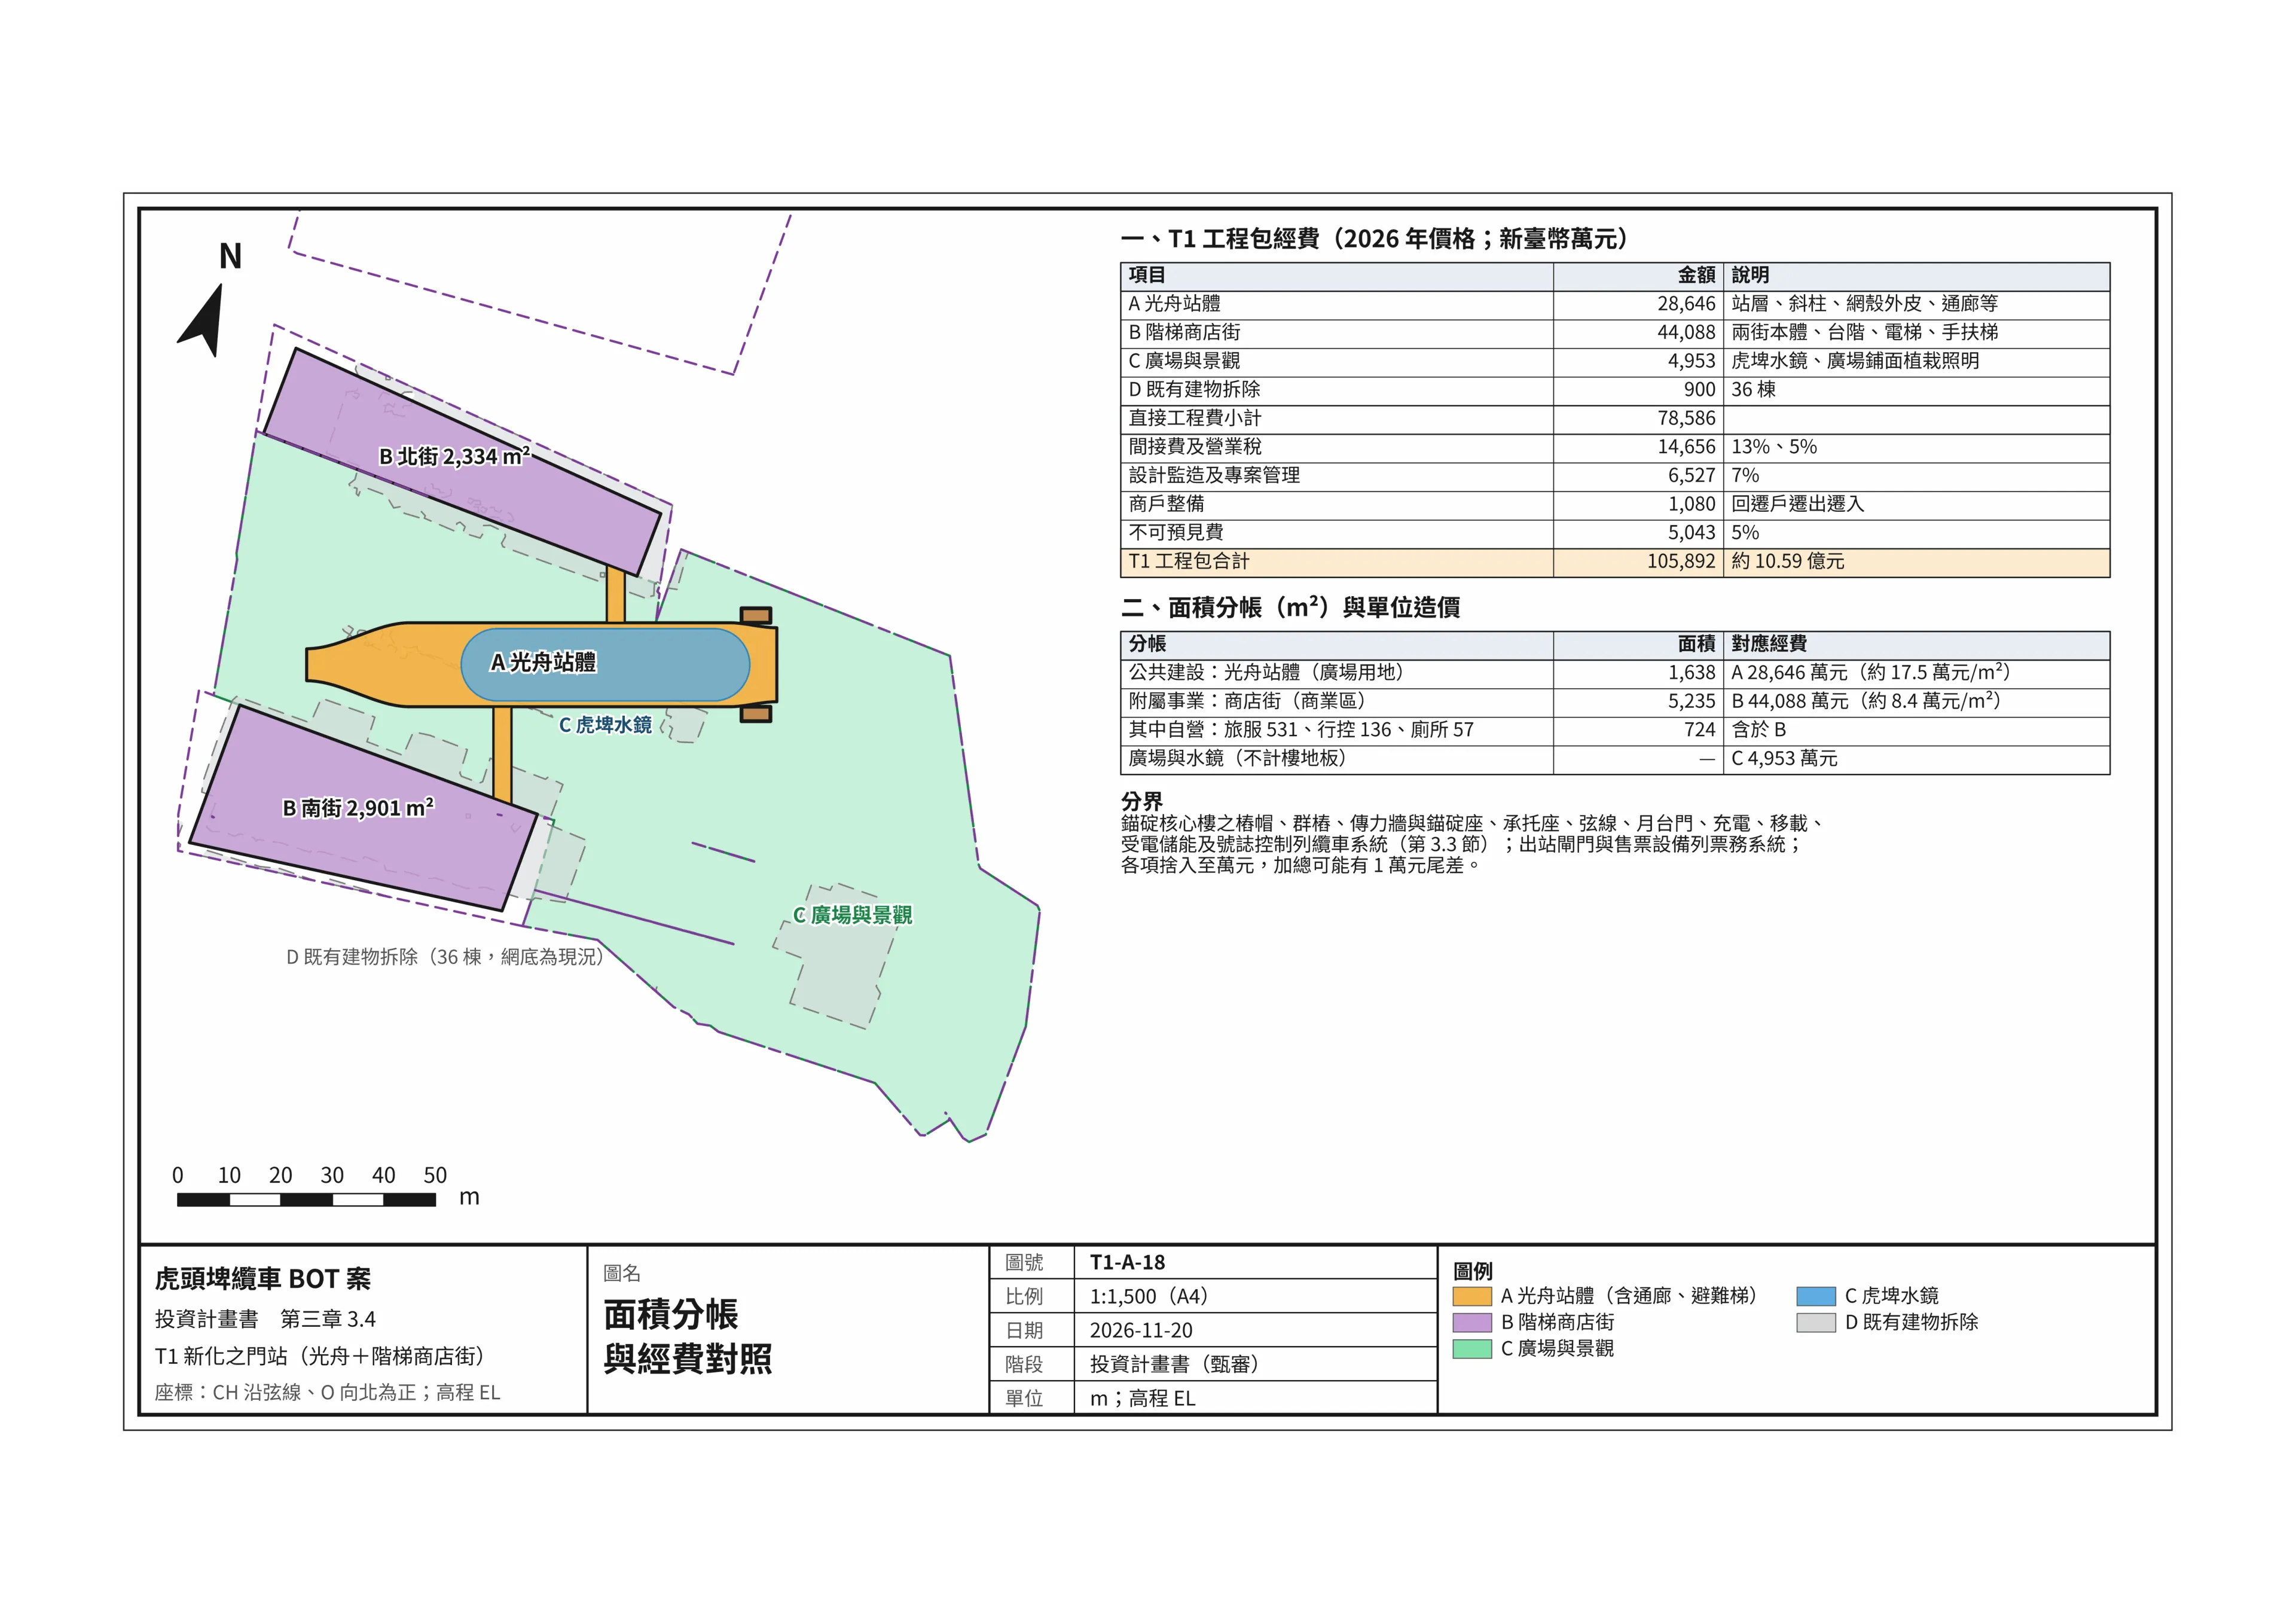 N
B 北街 2,334 m²
A 光舟站體
C 虎埤水鏡
B 南街 2,901 m²
C 廣場與景觀
D 既有建物拆除（36 棟，網底為現況）
0 10 20 30 40 50 m
一、T1 工程包經費（2026 年價格；新臺幣萬元）
項目 金額 說明
A 光舟站體 28,646 站層、斜柱、網殼外皮、通廊等
B 階梯商店街 44,088 兩街本體、台階、電梯、手扶梯
C 廣場與景觀 4,953 虎埤水鏡、廣場鋪面植栽照明
D 既有建物拆除 900 36 棟
直接工程費小計 78,586
間接費及營業稅 14,656 13%、5%
設計監造及專案管理 6,527 7%
商戶整備 1,080 回遷戶遷出遷入
不可預見費 5,043 5%
T1 工程包合計 105,892 約 10.59 億元
二、面積分帳（m²）與單位造價
分帳 面積 對應經費
公共建設：光舟站體（廣場用地） 1,638 A 28,646 萬元（約 17.5 萬元/m²）
附屬事業：商店街（商業區） 5,235 B 44,088 萬元（約 8.4 萬元/m²）
其中自營：旅服 531、行控 136、廁所 57 724 含於 B
廣場與水鏡（不計樓地板） — C 4,953 萬元
分界
錨碇核心樓之樁帽、群樁、傳力牆與錨碇座、承托座、弦線、月台門、充電、移載、
受電儲能及號誌控制列纜車系統（第 3.3 節）；出站閘門與售票設備列票務系統；
各項捨入至萬元，加總可能有 1 萬元尾差。
虎頭埤纜車 BOT 案
投資計畫書 第三章 3.4
T1 新化之門站（光舟＋階梯商店街）
座標：CH 沿弦線、O 向北為正；高程 EL
圖名
面積分帳
與經費對照
圖號 T1-A-18
比例 1:1,500（A4）
日期 2026-11-20
階段 投資計畫書（甄審）
單位 m；高程 EL
圖例
A 光舟站體（含通廊、避難梯）
B 階梯商店街
C 廣場與景觀
C 虎埤水鏡
D 既有建物拆除